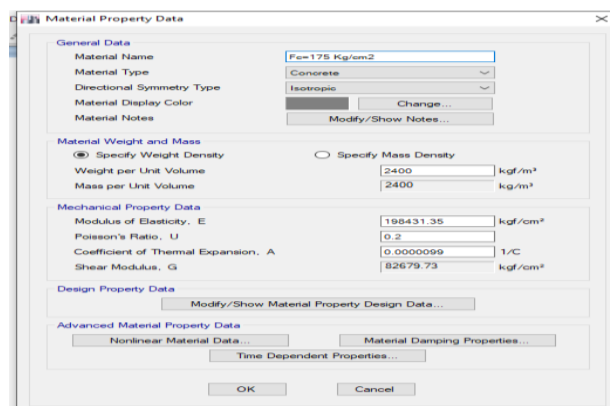 Material Property Data
General Data
Material Name Fc=175 Kg/cm2
Material Type Concrete
Directional Symmetry Type Isotropic
Material Display Color Change...
Material Notes Modify/Show Notes...
Material Weight and Mass
Specify Weight Density Specify Mass Density
Weight per Unit Volume 2400 kgf/m³
Mass per Unit Volume 2400 kg/m³
Mechanical Property Data
Modulus of Elasticity, E 198431.35 kgf/cm²
Poisson's Ratio, U 0.2
Coefficient of Thermal Expansion, A 0.0000099 1/C
Shear Modulus, G 82679.73 kgf/cm²
Design Property Data
Modify/Show Material Property Design Data...
Advanced Material Property Data
Nonlinear Material Data... Material Damping Properties...
Time Dependent Properties...
OK Cancel